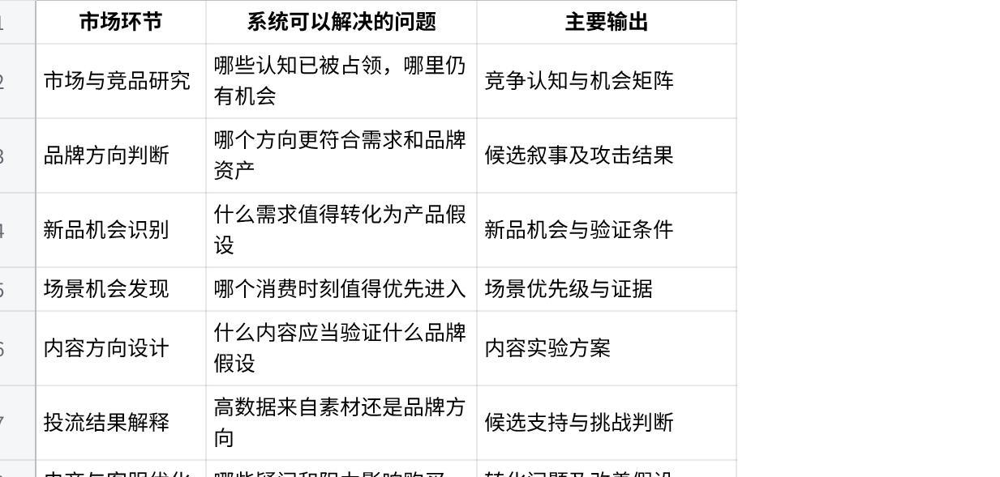 1 市场环节 系统可以解决的问题 主要输出
2 市场与竞品研究 哪些认知已被占领，哪里仍
有机会 竞争认知与机会矩阵
3 品牌方向判断 哪个方向更符合需求和品牌
资产 候选叙事及攻击结果
4 新品机会识别 什么需求值得转化为产品假
设 新品机会与验证条件
5 场景机会发现 哪个消费时刻值得优先进入 场景优先级与证据
6 内容方向设计 什么内容应当验证什么品牌
假设 内容实验方案
7 投流结果解释 高数据来自素材还是品牌方
向 候选支持与挑战判断